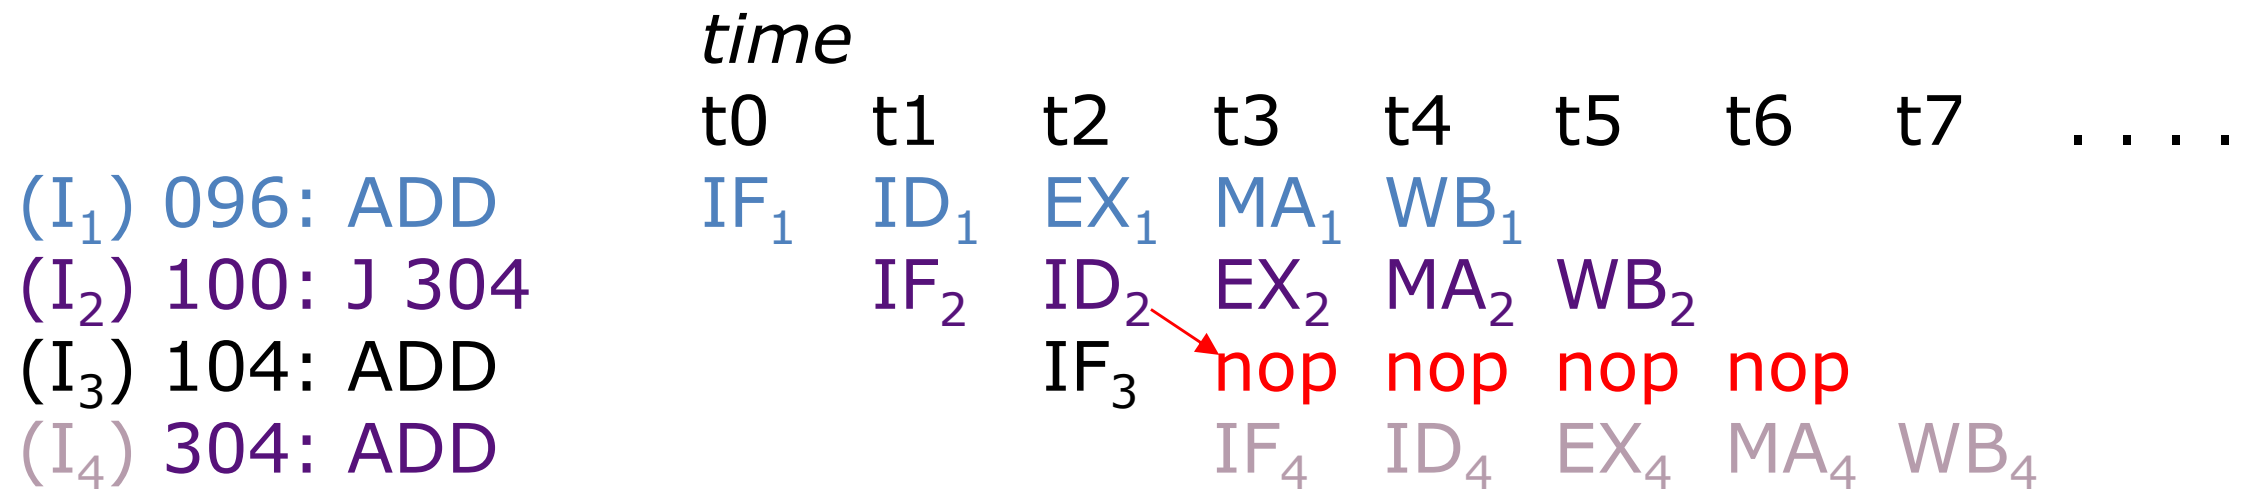 time
t0 t1 t2 t3 t4 t5 t6 t7 . . . .
(I₁) 096: ADD IF₁ ID₁ EX₁ MA₁ WB₁
(I₂) 100: J 304 IF₂ ID₂ EX₂ MA₂ WB₂
(I₃) 104: ADD IF₃ nop nop nop nop
(I₄) 304: ADD IF₄ ID₄ EX₄ MA₄ WB₄